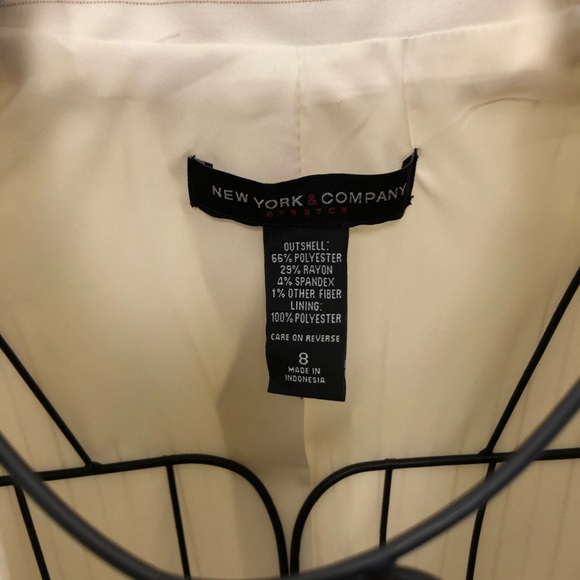 NEW YORK & COMPANY
STRETCH
OUTSHELL:
66% POLYESTER
29% RAYON
4% SPANDEX
1% OTHER FIBER
LINING:
100% POLYESTER
CARE ON REVERSE
8
MADE IN
INDONESIA